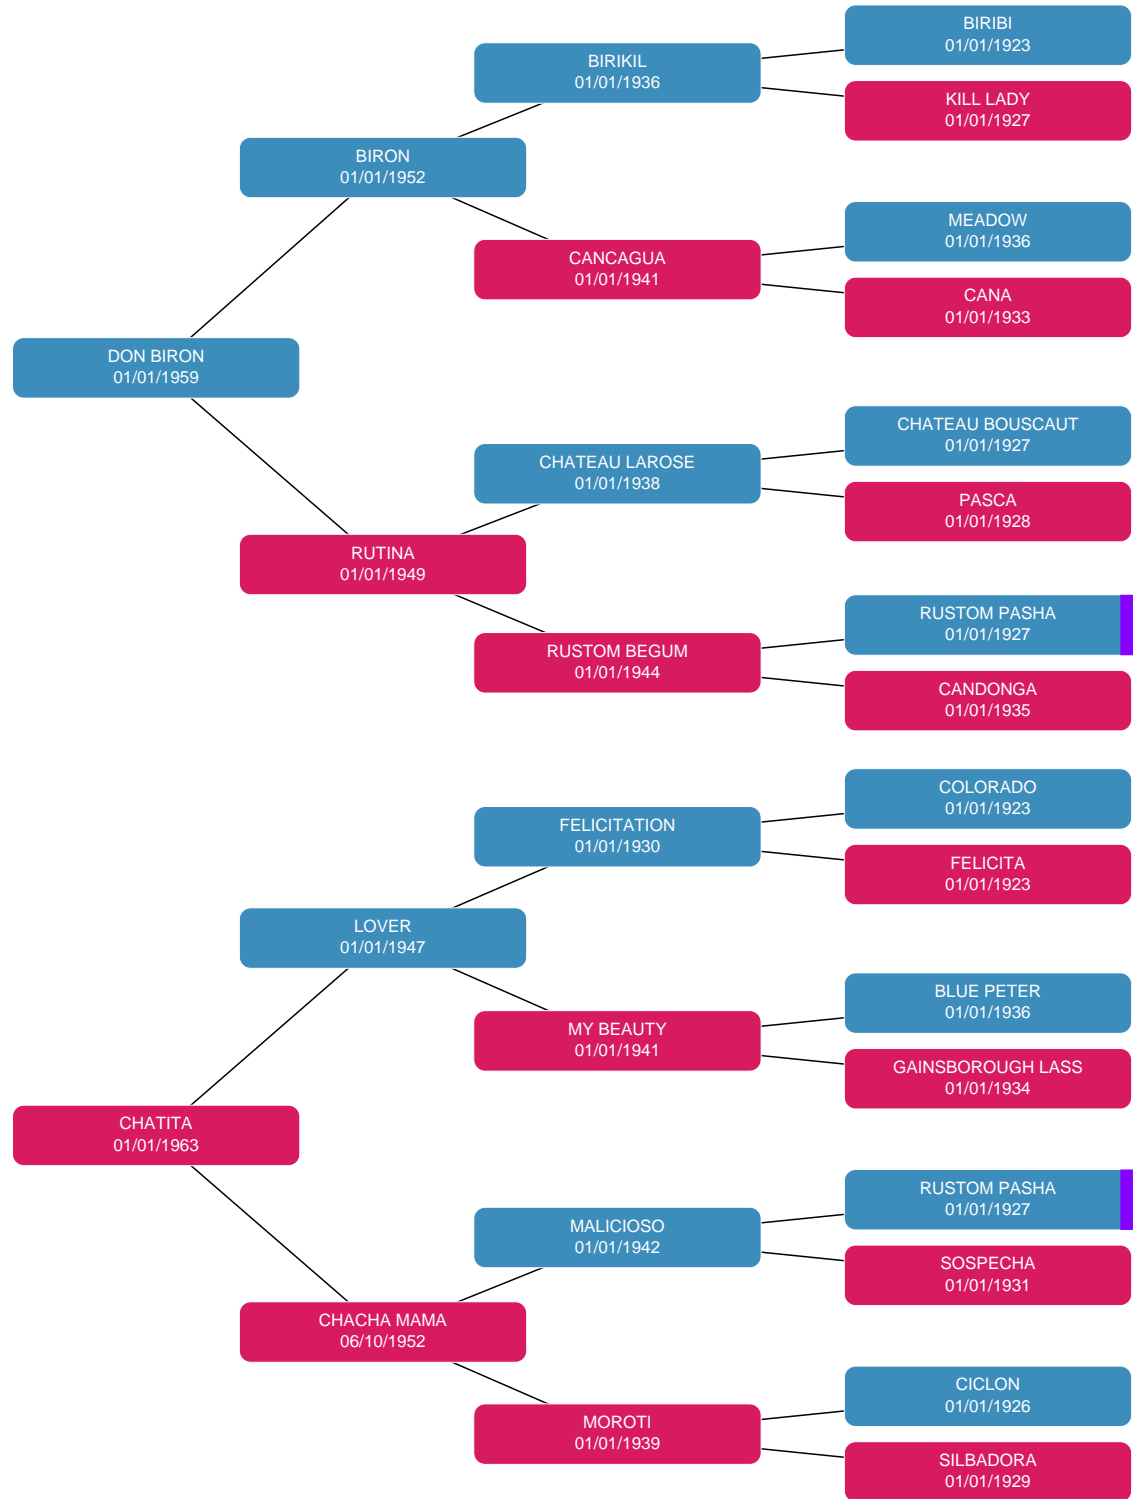 BIRIBI
01/01/1923
BIRIKIL
01/01/1936
KILL LADY
01/01/1927
BIRON
01/01/1952
MEADOW
01/01/1936
CANCAGUA
01/01/1941
CANA
01/01/1933
DON BIRON
01/01/1959
CHATEAU BOUSCAUT
01/01/1927
CHATEAU LAROSE
01/01/1938
PASCA
01/01/1928
RUTINA
01/01/1949
RUSTOM PASHA
01/01/1927
RUSTOM BEGUM
01/01/1944
CANDONGA
01/01/1935
COLORADO
01/01/1923
FELICITATION
01/01/1930
FELICITA
01/01/1923
LOVER
01/01/1947
BLUE PETER
01/01/1936
MY BEAUTY
01/01/1941
GAINSBOROUGH LASS
01/01/1934
CHATITA
01/01/1963
RUSTOM PASHA
01/01/1927
MALICIOSO
01/01/1942
SOSPECHA
01/01/1931
CHACHA MAMA
06/10/1952
CICLON
01/01/1926
MOROTI
01/01/1939
SILBADORA
01/01/1929